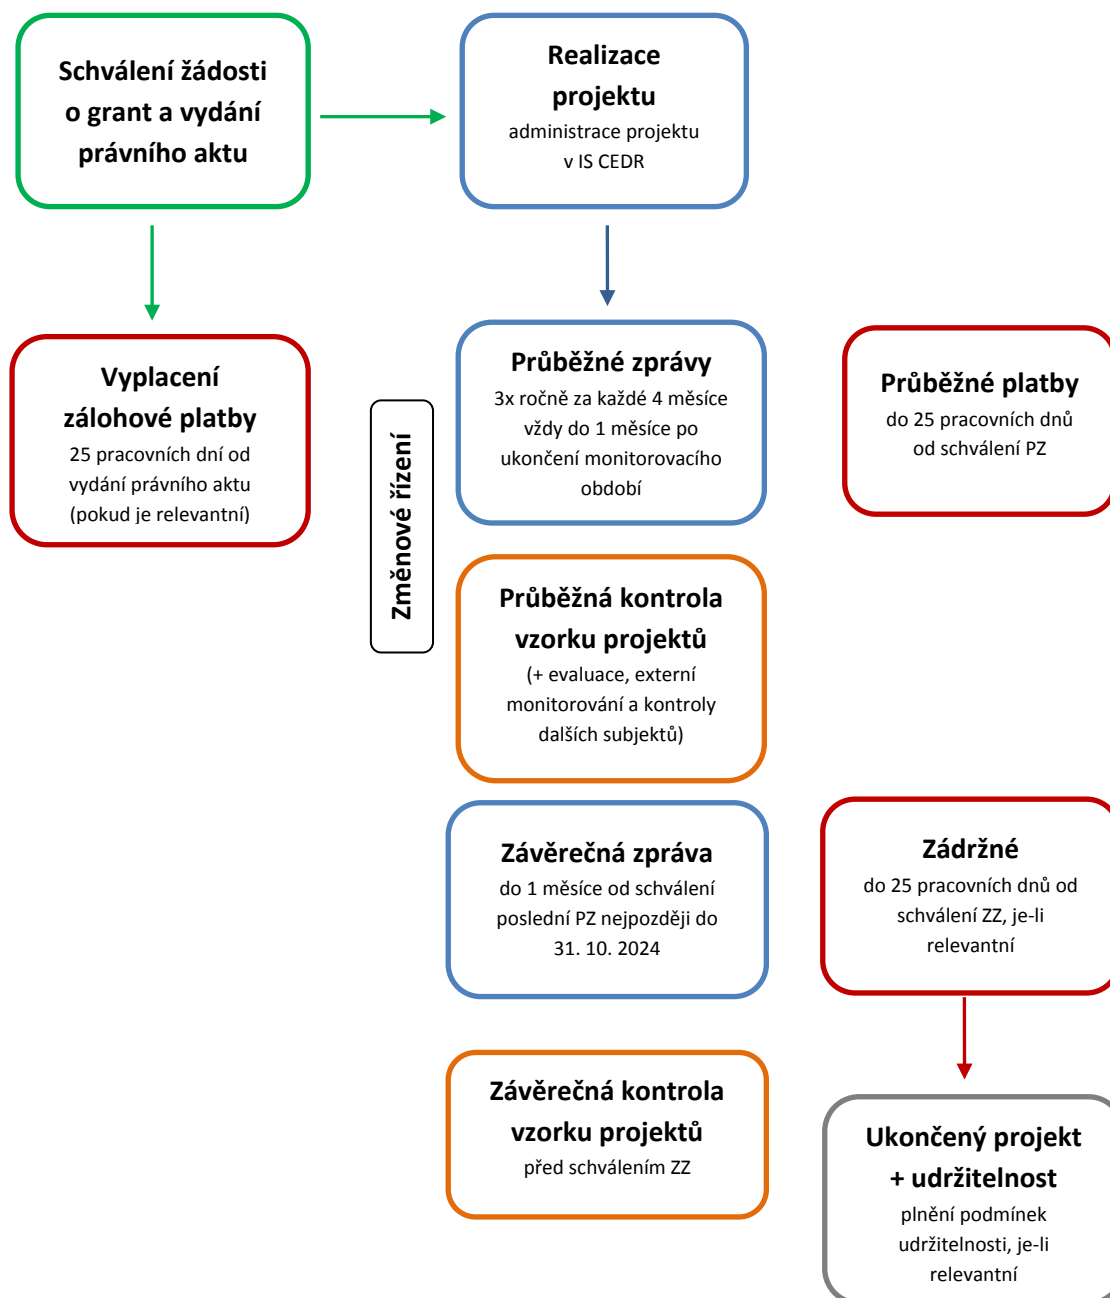 Schválení žádosti
o grant a vydání
právního aktu
Realizace
projektu
administrace projektu
v IS CEDR
Vyplacení
zálohové platby
25 pracovních dní od
vydání právního aktu
(pokud je relevantní)
Změnové řízení
Průběžné zprávy
3x ročně za každé 4 měsíce
vždy do 1 měsíce po
ukončení monitorovacího
období
Průběžné platby
do 25 pracovních dnů
od schválení PZ
Průběžná kontrola
vzorku projektů
(+ evaluace, externí
monitorování a kontroly
dalších subjektů)
Závěrečná zpráva
do 1 měsíce od schválení
poslední PZ nejpozději do
31. 10. 2024
Zádržné
do 25 pracovních dnů od
schválení ZZ, je-li
relevantní
Závěrečná kontrola
vzorku projektů
před schválením ZZ
Ukončený projekt
+ udržitelnost
plnění podmínek
udržitelnosti, je-li
relevantní